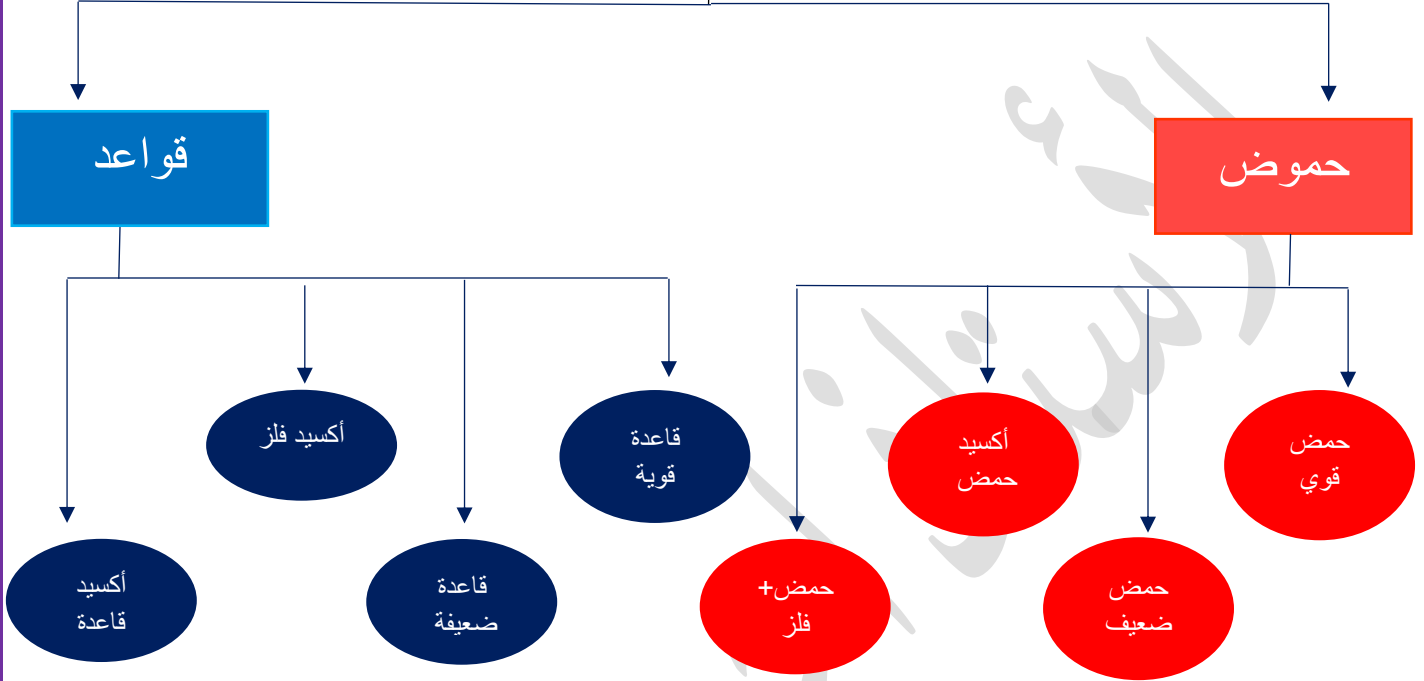 حموض
قواعد
حمض
قوي
أكسيد
حمض
قاعدة
قوية
أكسيد فلز
حمض
ضعيف
حمض+
فلز
قاعدة
ضعيفة
أكسيد
قاعدة